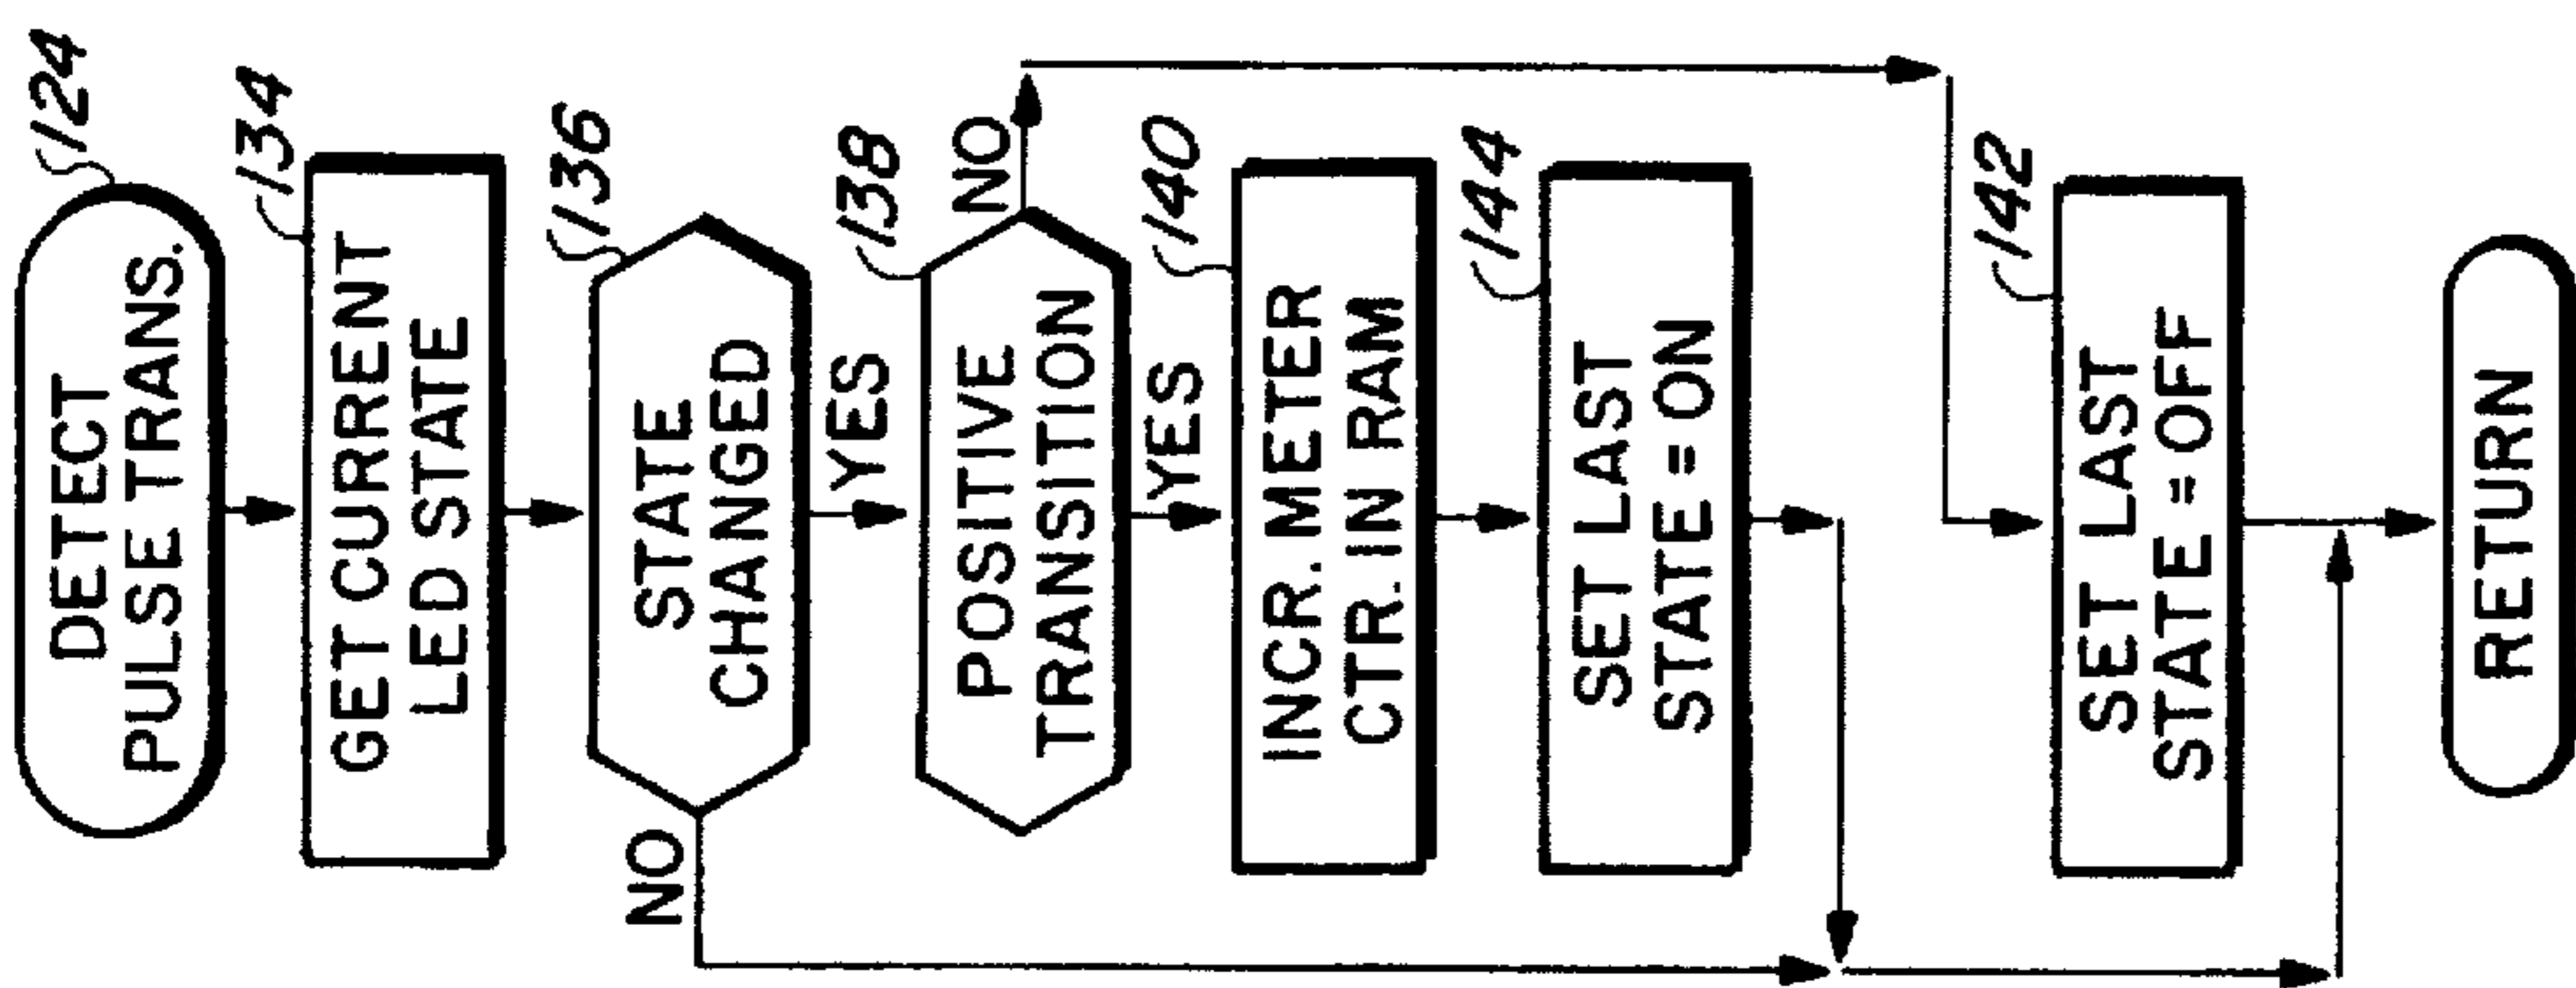 124
DETECT
PULSE TRANS.
134
GET CURRENT
LED STATE
136
STATE
CHANGED
NO
YES
138
POSITIVE
TRANSITION
NO
YES
140
INCR. METER
CTR. IN RAM
144
SET LAST
STATE = ON
142
SET LAST
STATE = OFF
RETURN